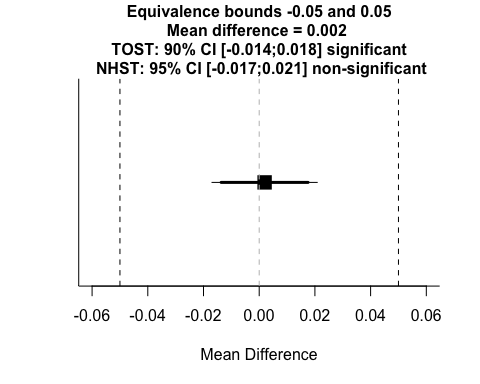 Equivalence bounds -0.05 and 0.05
Mean difference = 0.002
TOST: 90% CI [-0.014;0.018] significant
NHST: 95% CI [-0.017;0.021] non-significant
-0.06 -0.04 -0.02 0.00 0.02 0.04 0.06
Mean Difference